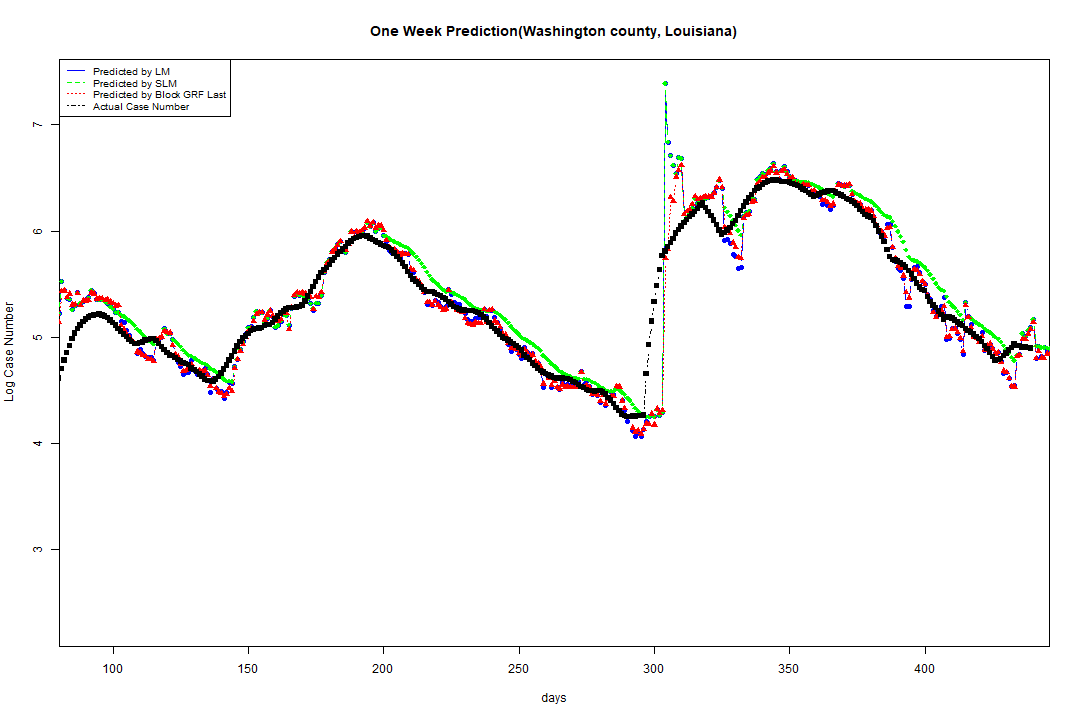 One Week Prediction(Washington county, Louisiana)
Predicted by LM
Predicted by SLM
Predicted by Block GRF Last
Actual Case Number
Log Case Number
7
6
5
4
3
100 150 200 250 300 350 400
days